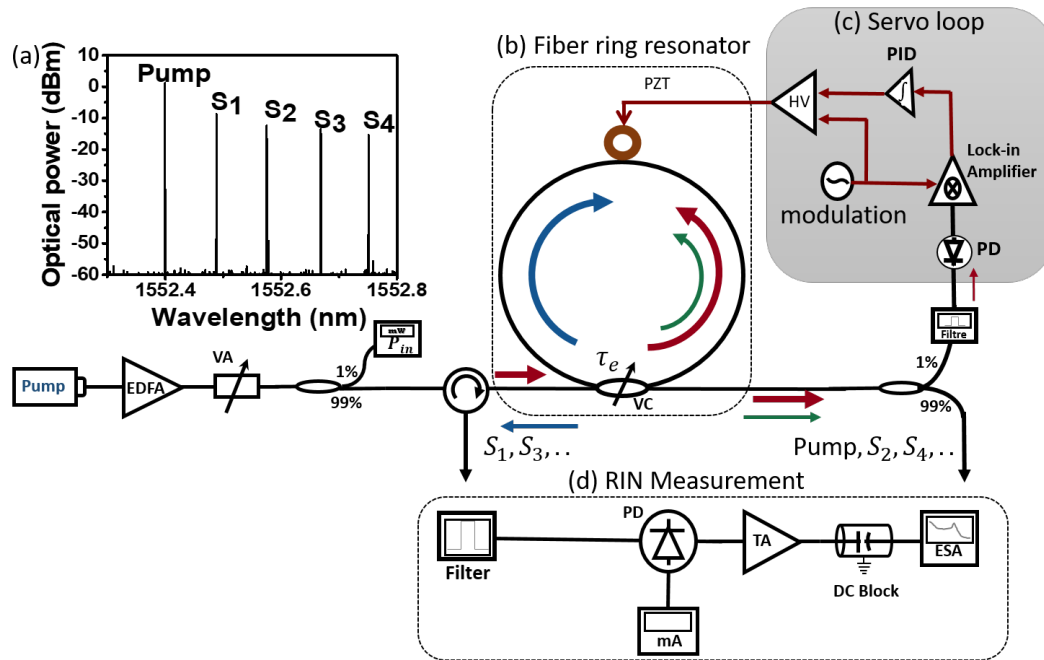 (a)
10
0
-10
-20
-30
-40
-50
-60
Optical power (dBm)
Pump
S1
S2
S3
S4
1552.4
1552.6
1552.8
Wavelength (nm)
(b) Fiber ring resonator
PZT
τe
VC
(c) Servo loop
PID
HV
∫
Lock-in
Amplifier
modulation
PD
Filtre
1%
99%
Pump
EDFA
VA
mW
Pin
1%
99%
S1, S3, . .
Pump, S2, S4, . .
(d) RIN Measurement
Filter
PD
mA
TA
DC Block
ESA